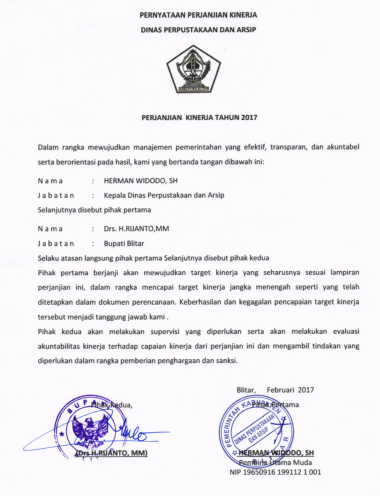 PERNYATAAN PERJANJIAN KINERJA
DINAS PERPUSTAKAAN DAN ARSIP
PERJANJIAN KINERJA TAHUN 2017
Dalam rangka mewujudkan manajemen pemerintahan yang efektif, transparan, dan akuntabel
serta berorientasi pada hasil, kami yang bertanda tangan dibawah ini:
N a m a : HERMAN WIDODO, SH
J a b a t a n : Kepala Dinas Perpustakaan dan Arsip
Selanjutnya disebut pihak pertama
N a m a : Drs. H.RIJANTO,MM
J a b a t a n : Bupati Blitar
Selaku atasan langsung pihak pertama Selanjutnya disebut pihak kedua
Pihak pertama berjanji akan mewujudkan target kinerja yang seharusnya sesuai lampiran
perjanjian ini, dalam rangka mencapai target kinerja jangka menengah seperti yang telah
ditetapkan dalam dokumen perencanaan. Keberhasilan dan kegagalan pencapaian target kinerja
tersebut menjadi tanggung jawab kami .
Pihak kedua akan melakukan supervisi yang diperlukan serta akan melakukan evaluasi
akuntabilitas kinerja terhadap capaian kinerja dari perjanjian ini dan mengambil tindakan yang
diperlukan dalam rangka pemberian penghargaan dan sanksi.
Blitar, Februari 2017
Pihak Kedua, Pihak Pertama
BUPATI
PEMERINTAH KABUPATEN
DINAS PERPUSTAKAAN
DAN ARSIP
(Drs.H.RIJANTO, MM) HERMAN WIDODO, SH
Pembina Utama Muda
NIP 19650916 199112 1 001